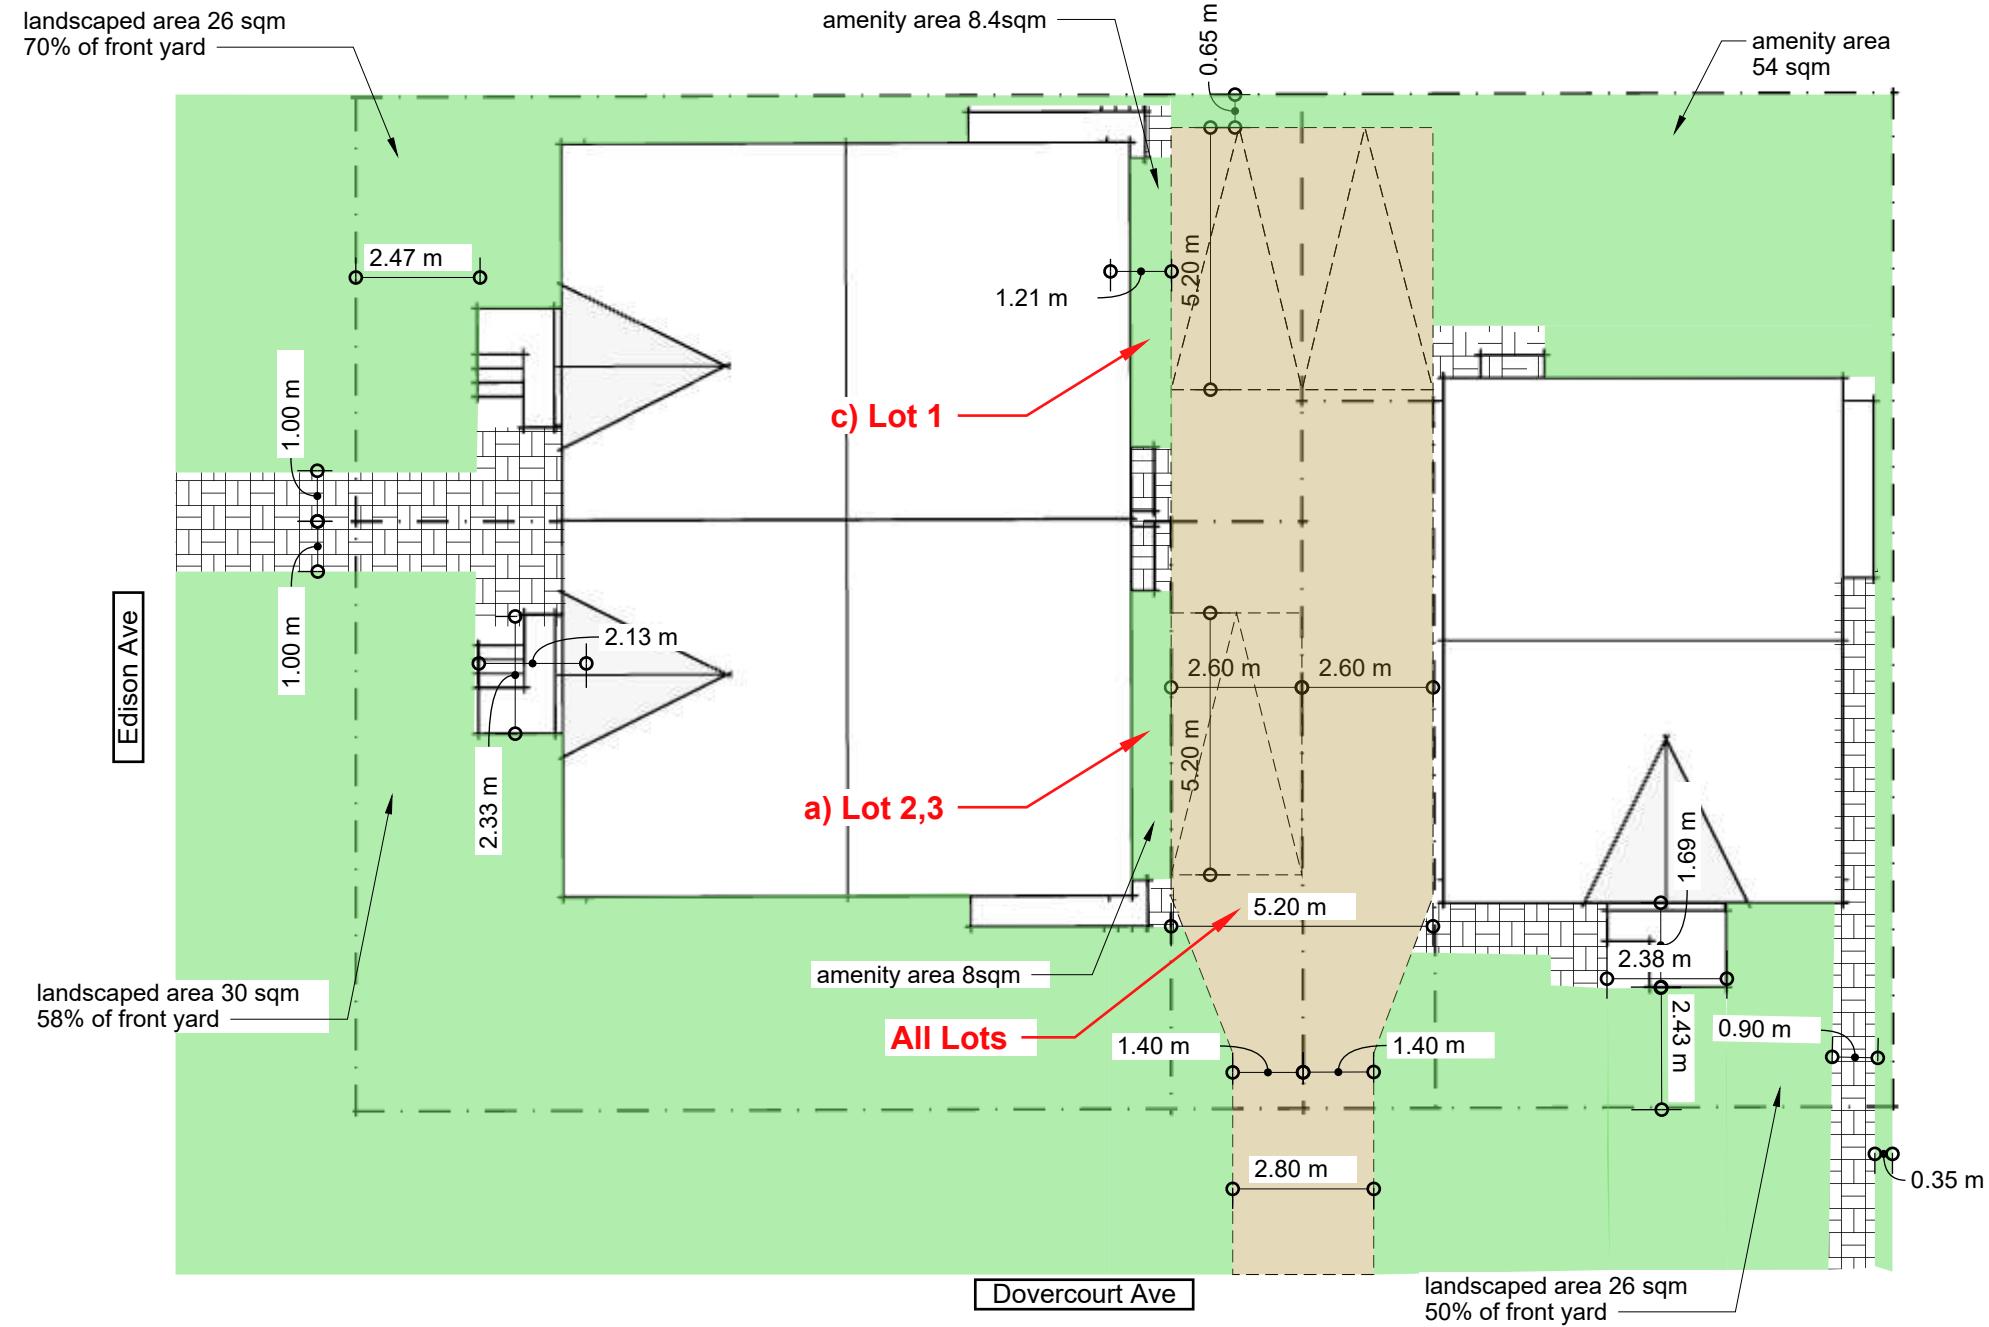 landscaped area 26 sqm
70% of front yard
amenity area 8.4sqm
0.65 m
amenity area
54 sqm
2.47 m
5.20 m
1.21 m
1.00 m
c) Lot 1
1.00 m
Edison Ave
2.13 m
2.60 m
2.60 m
5.20 m
2.33 m
a) Lot 2,3
1.69 m
5.20 m
2.38 m
amenity area 8sqm
landscaped area 30 sqm
58% of front yard
All Lots
1.40 m
1.40 m
2.43 m
0.90 m
2.80 m
0.35 m
Dovercourt Ave
landscaped area 26 sqm
50% of front yard